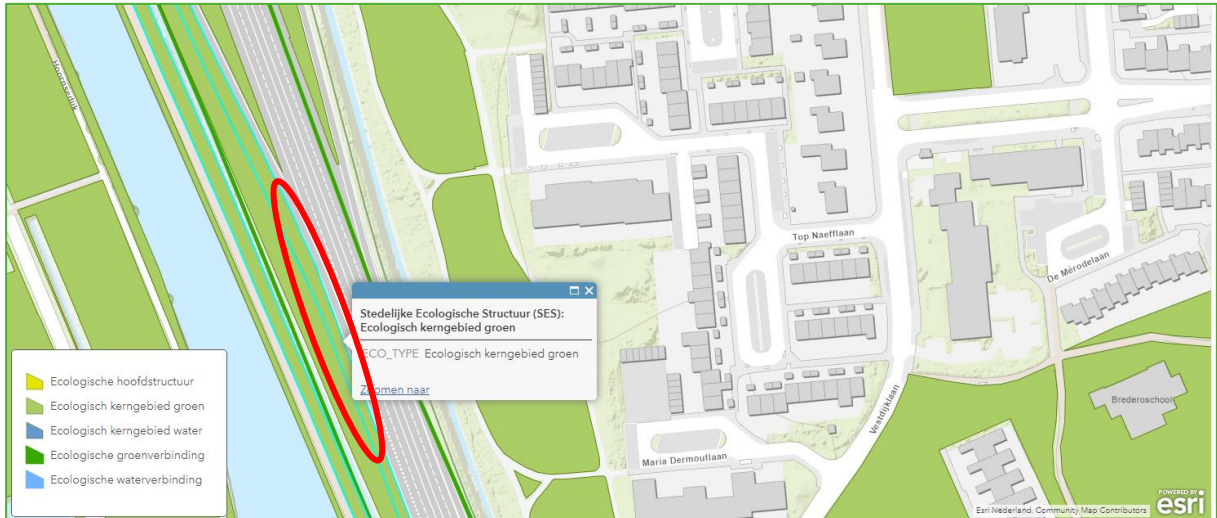 Hoornsedijk
Top Naefflaan
De Mérodelaan
Stedelijke Ecologische Structuur (SES):
Ecologisch kerngebied groen
ECO_TYPE Ecologisch kerngebied groen
Zoomen naar
Ecologische hoofdstructuur
Ecologisch kerngebied groen
Ecologisch kerngebied water
Ecologische groenverbinding
Ecologische waterverbinding
Vestdijklaan
Brederoschool
Maria Dermoutlaan
POWERED BY
esri
Esri Nederland, Community Map Contributors